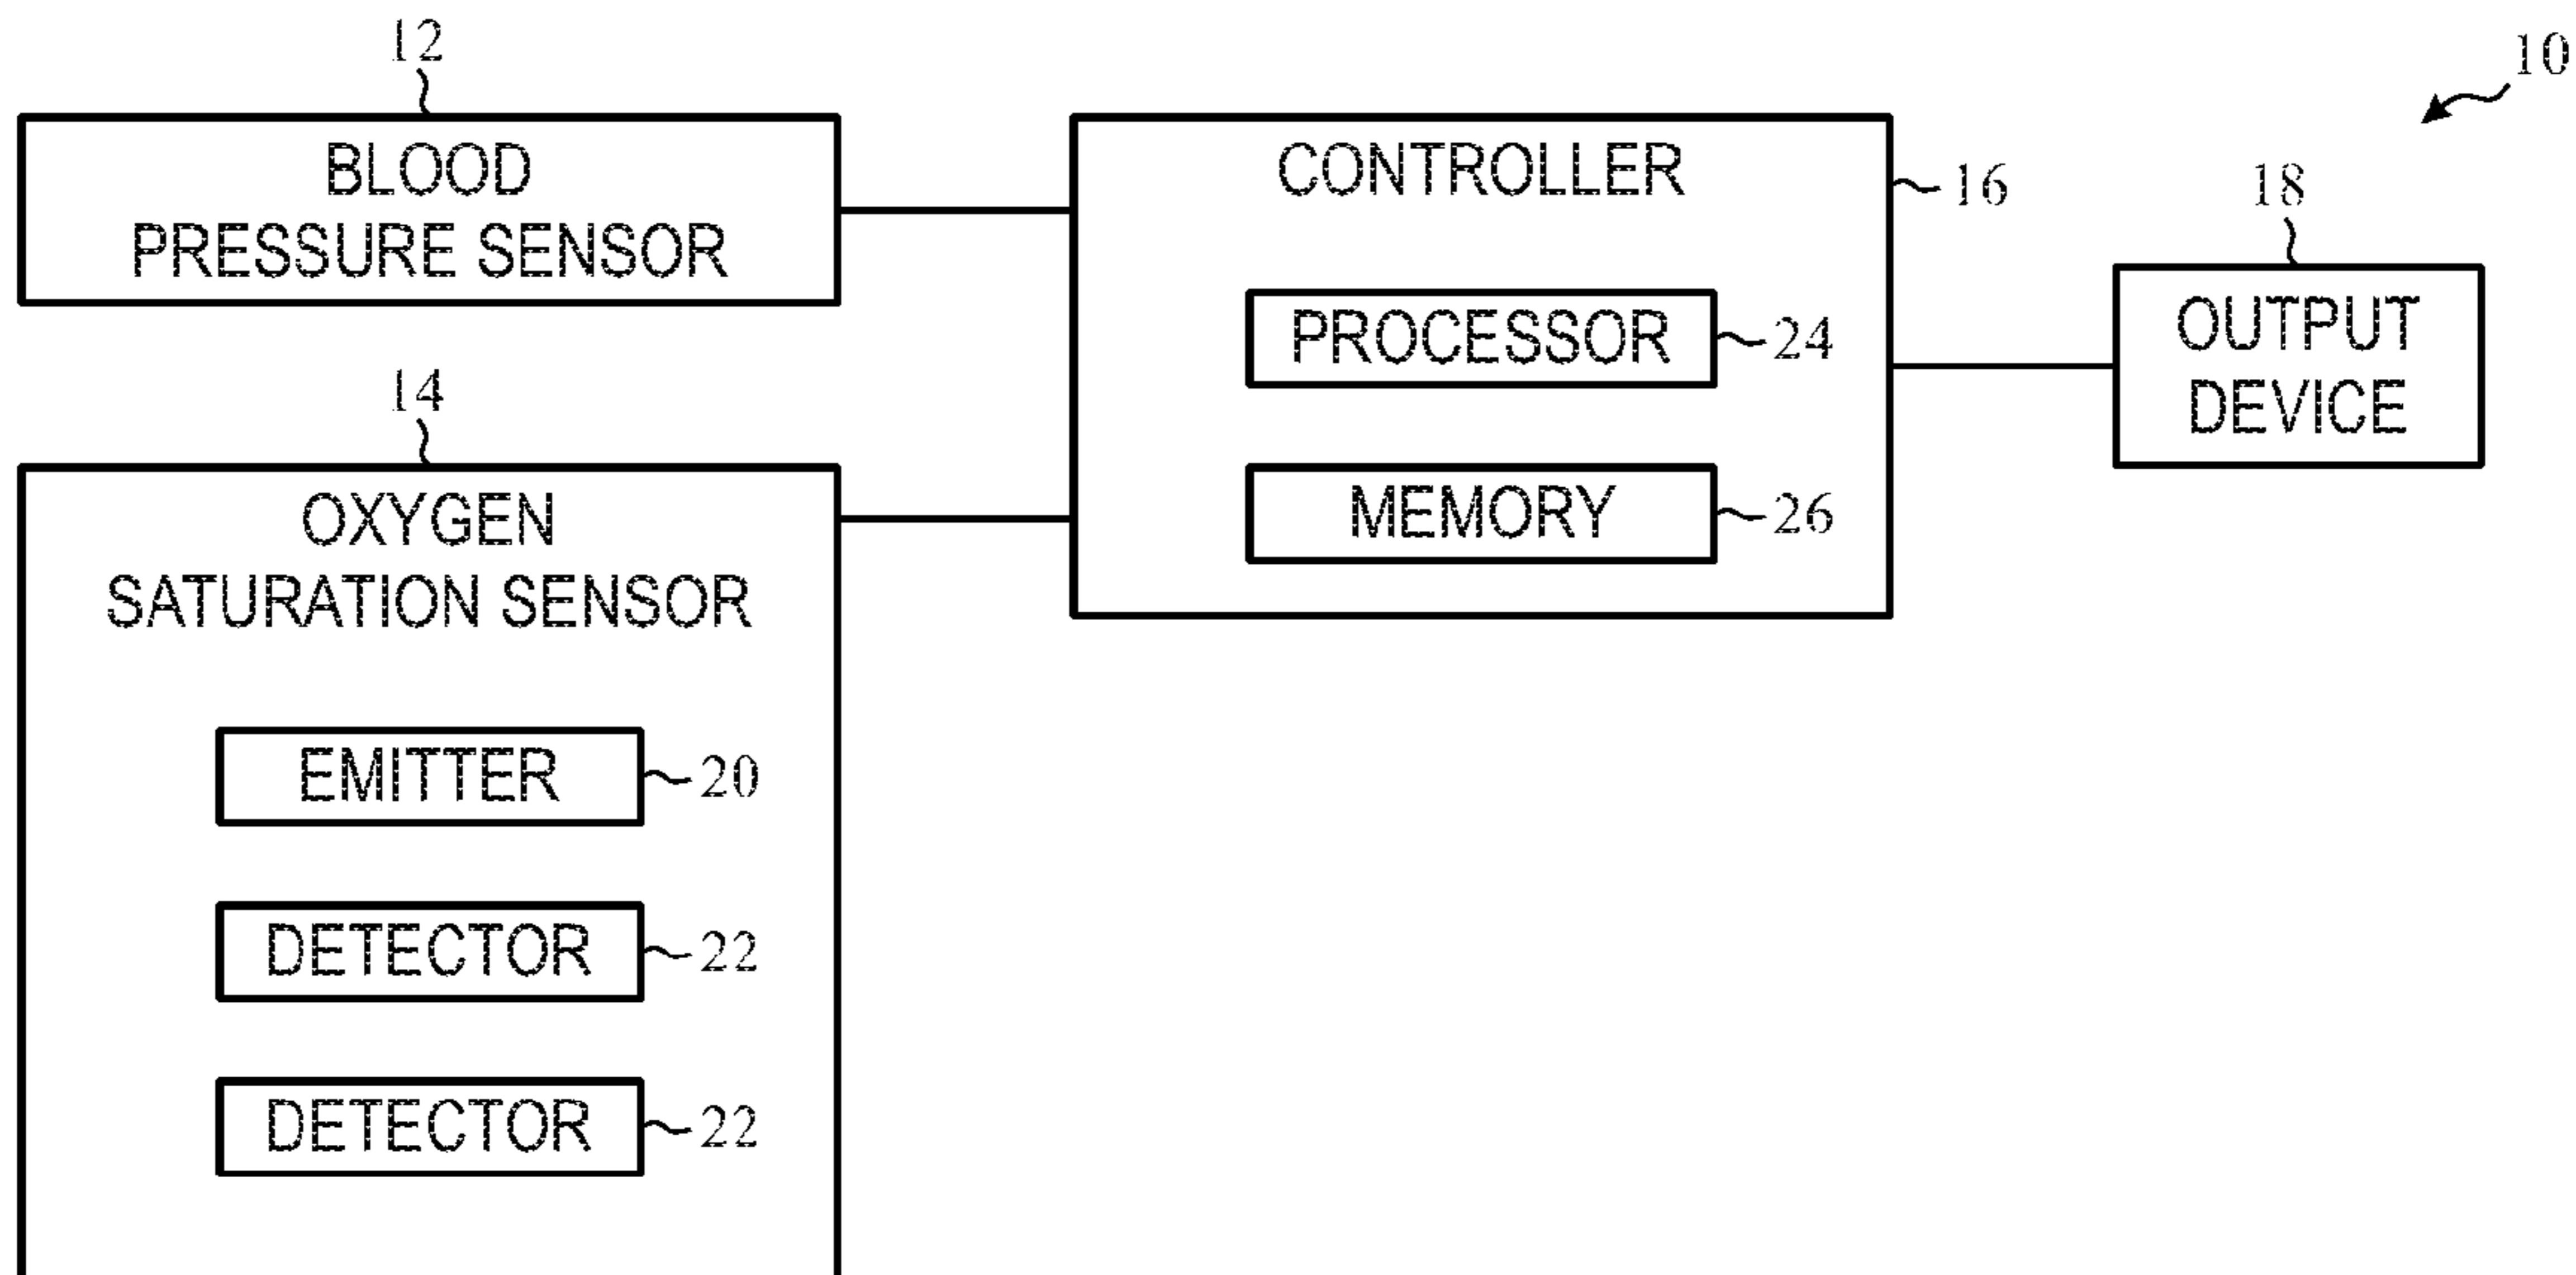 12
BLOOD
PRESSURE SENSOR
14
OXYGEN
SATURATION SENSOR
EMITTER
20
DETECTOR
22
DETECTOR
22
CONTROLLER
16
PROCESSOR
24
MEMORY
26
10
18
OUTPUT
DEVICE